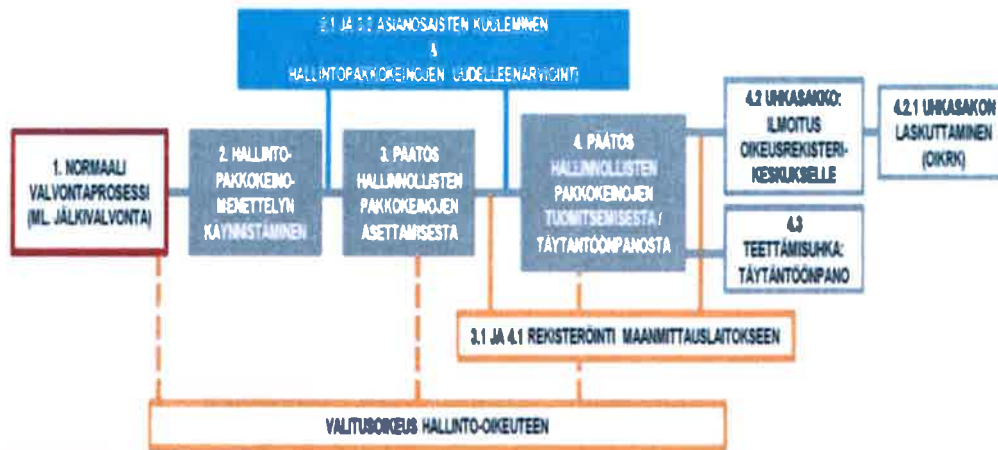 2.1 JA 3.2 ASIANOSAISTEN KUULEMINEN
&
HALLINTOPAKKOKEINOJEN UUDELLEENARVIOINTI
1. NORMAALI
VALVONTAPROSESSI
(ML. JÄLKIVALVONTA)
2. HALLINTO-
PAKKOKEINO-
MENETTELYN
KÄYNNISTÄMINEN
3. PÄÄTÖS
HALLINNOLLISTEN
PAKKOKEINOJEN
ASETTAMISESTA
4. PÄÄTÖS
HALLINNOLLISTEN
PAKKOKEINOJEN
TUOMITSEMISESTA /
TÄYTÄNTÖÖNPANOSTA
4.2 UHKASAKKO:
ILMOITUS
OIKEUSREKISTERI-
KESKUKSELLE
4.2.1 UHKASAKON
LASKUTTAMINEN
(OIKRK)
4.3
TEETTÄMISUHKA:
TÄYTÄNTÖÖNPANO
3.1 JA 4.1 REKISTERÖINTI MAANMITTAUSLAITOKSEEN
VALITUSOIKEUS HALLINTO-OIKEUTEEN